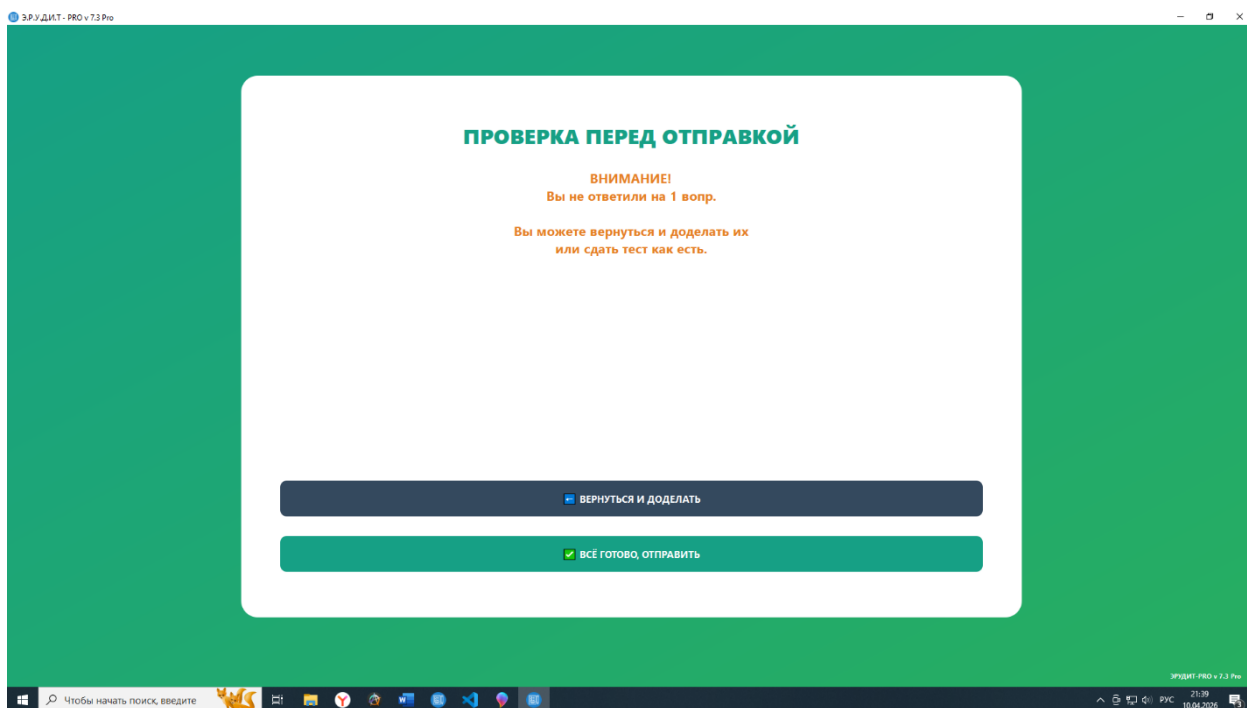 Э.Р.У.Д.И.Т - PRO v 7.3 Pro
ПРОВЕРКА ПЕРЕД ОТПРАВКОЙ
ВНИМАНИЕ!
Вы не ответили на 1 вопр.
Вы можете вернуться и доделать их
или сдать тест как есть.
ВЕРНУТЬСЯ И ДОДЕЛАТЬ
ВСЁ ГОТОВО, ОТПРАВИТЬ
ЭРУДИТ-PRO v 7.3 Pro
Чтобы начать поиск, введите
РУС
21:39
10.04.2026